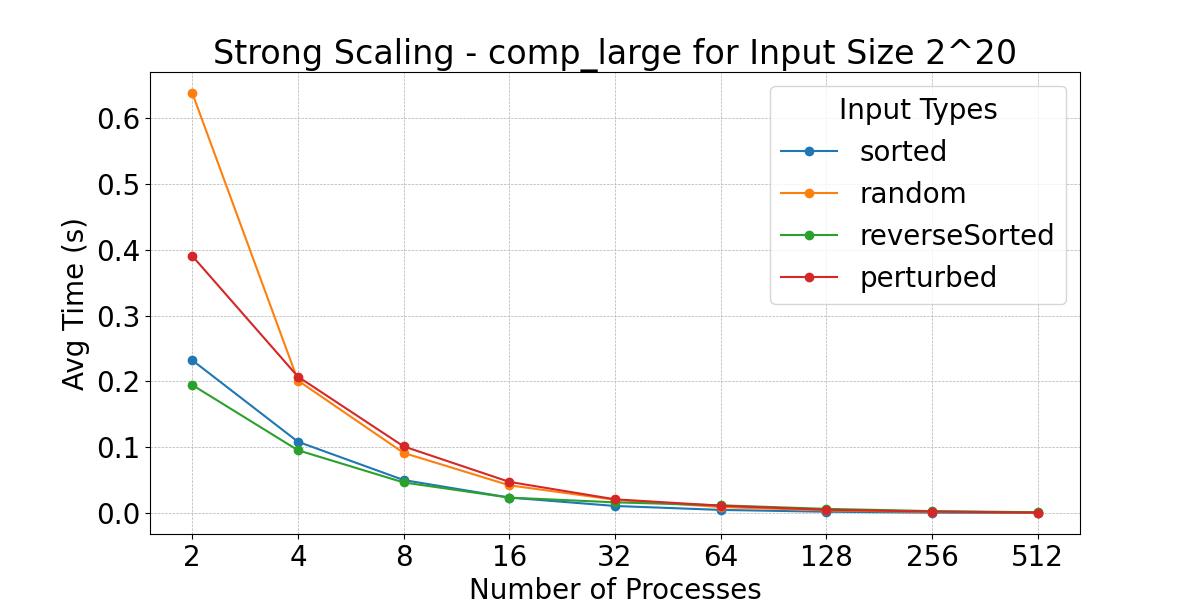 Strong Scaling - comp_large for Input Size 2^20
Avg Time (s)
0.6
0.5
0.4
0.3
0.2
0.1
0.0
Input Types
sorted
random
reverseSorted
perturbed
2 4 8 16 32 64 128 256 512
Number of Processes